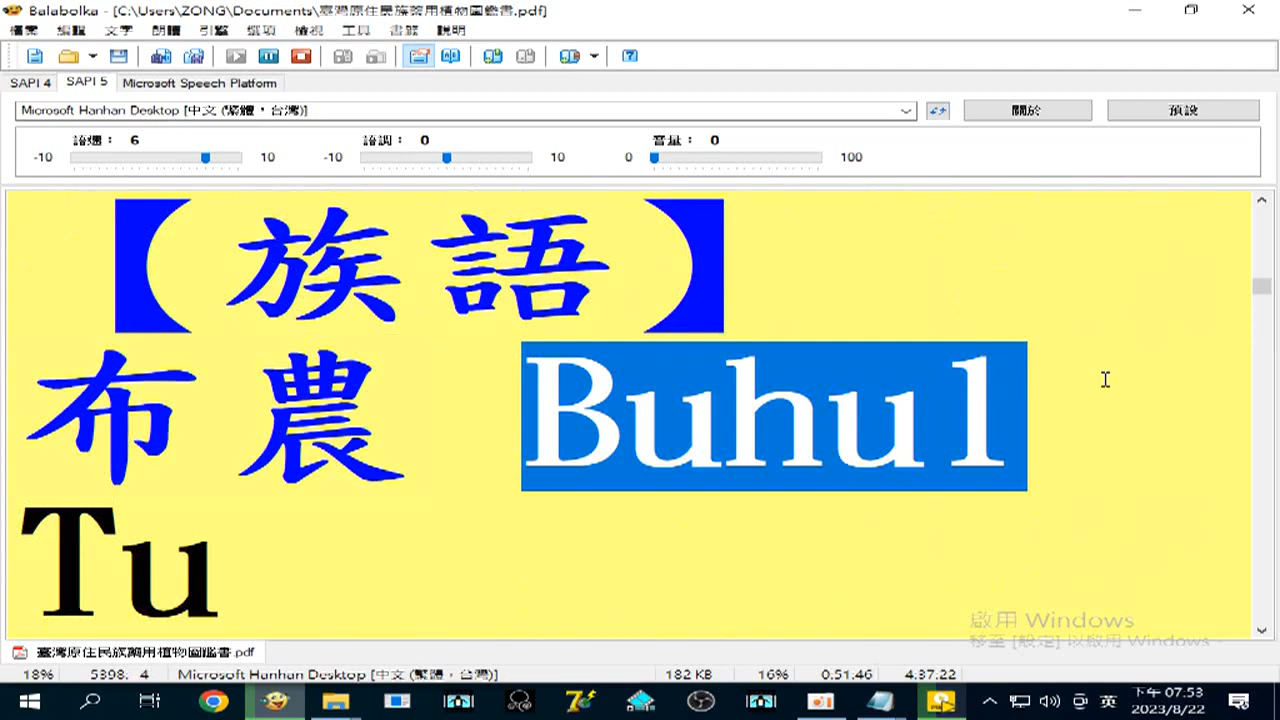 Balabolka - [C:\Users\ZONG\Documents\臺灣原住民族藥用植物圖鑑書.pdf]
檔案 編輯 文字 朗讀 引擎 選項 檢視 工具 書籤 說明
SAPI 4 SAPI 5 Microsoft Speech Platform
Microsoft Hanhan Desktop [中文 (繁體，台灣)] 關於 預設
語速： 6 語調： 0 音量： 0
-10 10 -10 10 0 100
【族語】
布農 Buhu1
Tu
啟用 Windows
移至 [設定] 以啟用 Windows。
臺灣原住民族藥用植物圖鑑書.pdf
18% 5398. 4 Microsoft Hanhan Desktop [中文 (繁體，台灣)] 182 KB 16% 0.51.46 4.37.22
英 下午 07:53
2023/8/22